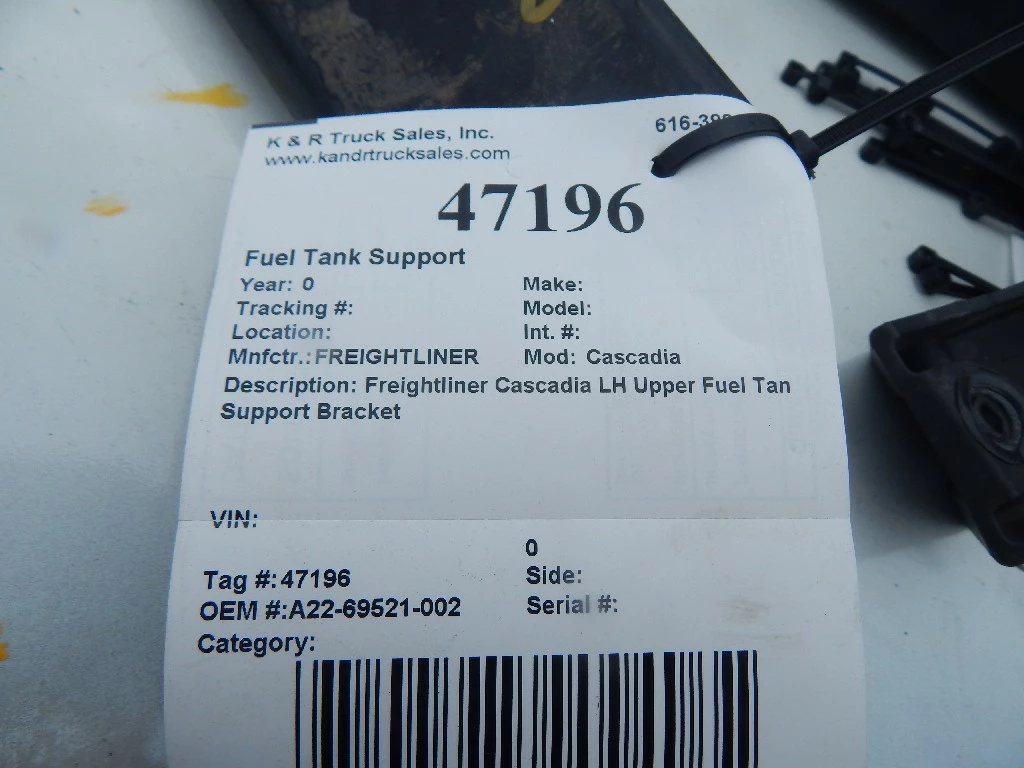 K & R Truck Sales, Inc. 616-39
www.kandrtrucksales.com
47196
Fuel Tank Support
Year: 0 Make:
Tracking #: Model:
Location: Int. #:
Mnfctr.: FREIGHTLINER Mod: Cascadia
Description: Freightliner Cascadia LH Upper Fuel Tan
Support Bracket
VIN:
0
Tag #: 47196 Side:
OEM #:A22-69521-002 Serial #:
Category: